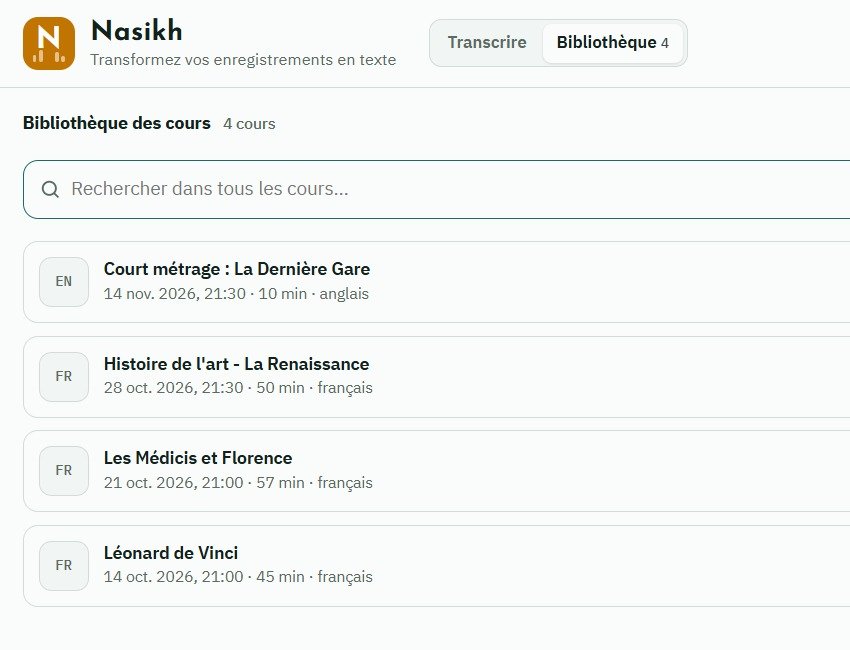 Nasikh
Transformez vos enregistrements en texte
Transcrire
Bibliothèque 4
Bibliothèque des cours 4 cours
Rechercher dans tous les cours...
EN
Court métrage : La Dernière Gare
14 nov. 2026, 21:30 · 10 min · anglais
FR
Histoire de l'art - La Renaissance
28 oct. 2026, 21:30 · 50 min · français
FR
Les Médicis et Florence
21 oct. 2026, 21:00 · 57 min · français
FR
Léonard de Vinci
14 oct. 2026, 21:00 · 45 min · français